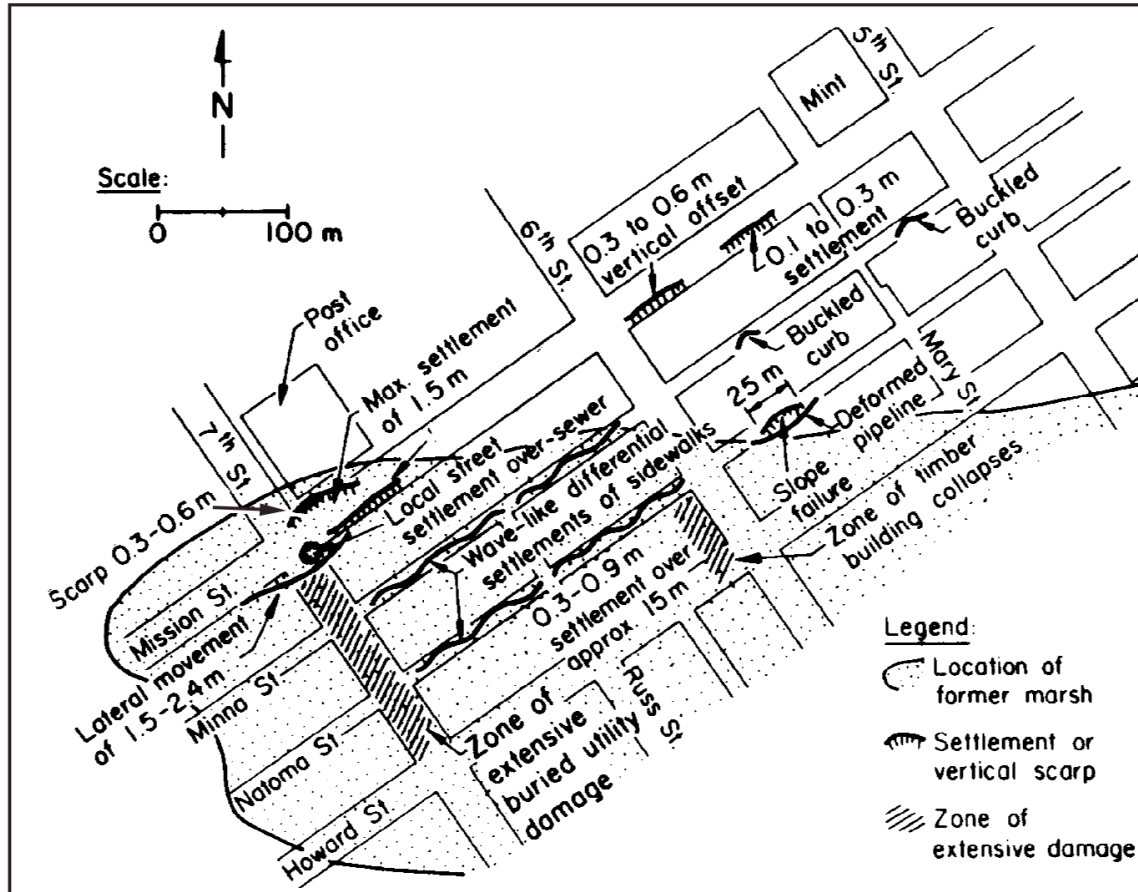 N
Scale:
0 100 m
5th St.
Mint
6th St.
0.3 to 0.6 m
vertical offset
0.1 to 0.3 m
settlement
Buckled
curb
Buckled
curb
Post
office
Max. settlement
of 1.5 m
7th St.
Scarp 0.3-0.6 m
Local street
settlement over-sewer
Wave-like differential
settlements of sidewalks
25 m
Mary St.
Deformed
pipeline
Slope
failure
Zone of timber
building collapses
0.3-0.9 m
settlement over
approx. 15 m
Mission St.
Lateral movement
of 1.5-2.4 m
Minna St.
Natoma St.
Howard St.
Russ St.
Zone of
extensive
buried utility
damage
Legend
Location of
former marsh
Settlement or
vertical scarp
Zone of
extensive damage